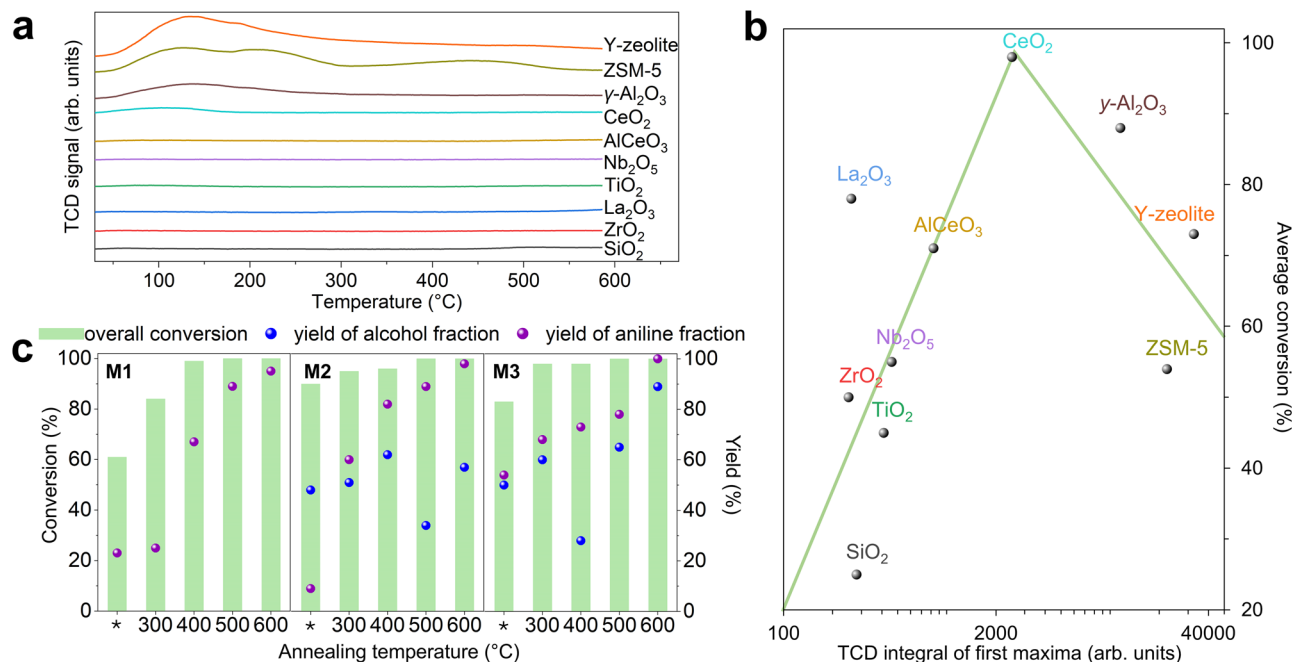 a
TCD signal (arb. units)
Y-zeolite
ZSM-5
γ-Al₂O₃
CeO₂
AlCeO₃
Nb₂O₅
TiO₂
La₂O₃
ZrO₂
SiO₂
100 200 300 400 500 600
Temperature (°C)
b
CeO₂
γ-Al₂O₃
La₂O₃
AlCeO₃
Y-zeolite
Nb₂O₅
ZSM-5
ZrO₂
TiO₂
SiO₂
100
80
60
40
20
Average conversion (%)
100 2000 40000
TCD integral of first maxima (arb. units)
overall conversion yield of alcohol fraction yield of aniline fraction
c
M1 M2 M3
100
80
60
40
20
0
Conversion (%)
100
80
60
40
20
0
Yield (%)
* 300 400 500 600 * 300 400 500 600 * 300 400 500 600
Annealing temperature (°C)